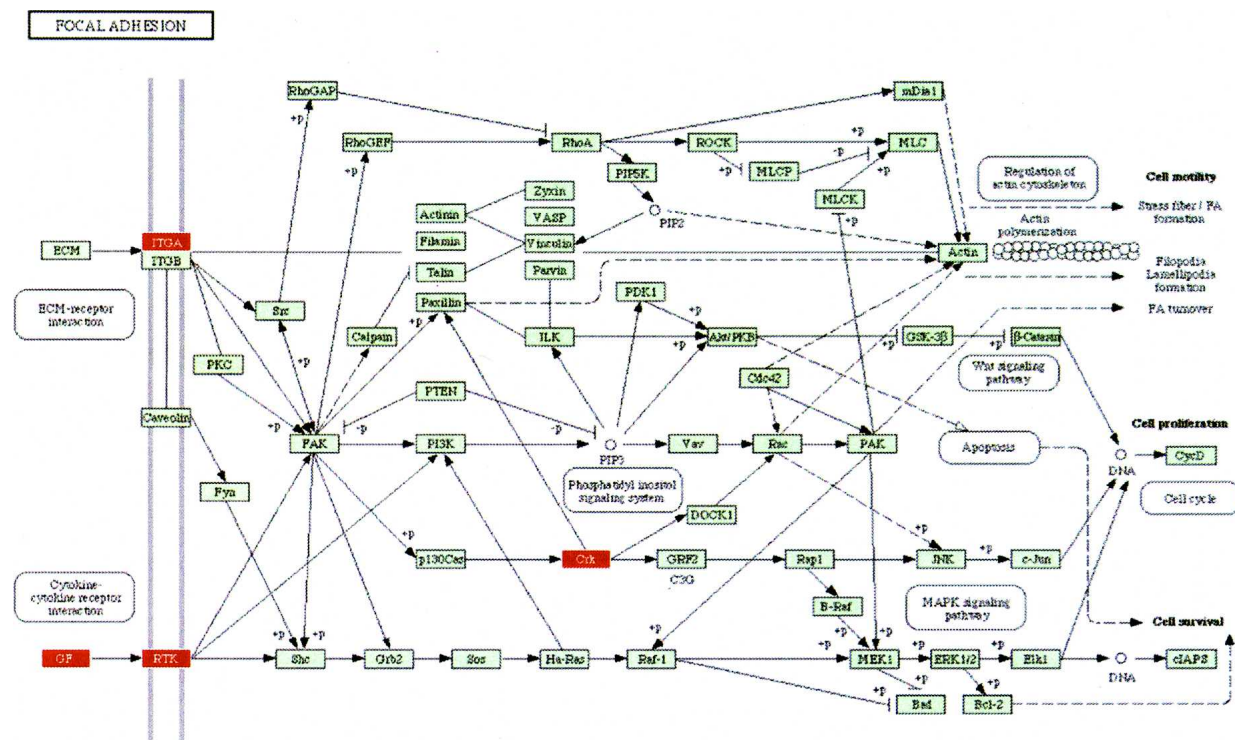 FOCAL ADHESION
RhoGAP
mDia1
+p
+p
RhoGEF
RhoA
ROCK
+p
MLC
+p
-p
+p
+p
PIP5K
MLCP
Regulation of
actin cytoskeleton
Cell motility
Zyxin
MLCK
Stress fiber / FA
formation
Actinin
VASP
PIP2
+p
Actin
polymerization
ITGA
ECM
ITGB
Filamin
Vinculin
Actin
Talin
Parvin
Filopodia
Lamellipodia
formation
ECM-receptor
interaction
Src
Paxillin
PDK1
FA turnover
+p
+p
Calpain
ILK
+p
Akt/PKB
GSK-3β
β-Catenin
+p
PKC
+p
Wnt signaling
pathway
PTEN
Cdc42
Caveolin
+p
-p
-p
Cell proliferation
FAK
PI3K
PIP3
Vav
Rac
PAK
Apoptosis
DNA
CycD
Fyn
Phosphatidyl inositol
signaling system
Cell cycle
DOCK1
+p
+p
+p
p130Cas
Crk
GRF2
Rap1
JNK
c-Jun
C3G
Cytokine-
cytokine receptor
interaction
B-Raf
MAPK signaling
pathway
+p
+p
+p
+p
+p
Cell survival
GF
RTK
Shc
Grb2
Sos
Ha-Ras
Raf-1
MEK1
+p
ERK1/2
+p
Elk1
DNA
cIAPS
+p
+p
+p
Bad
Bcl-2